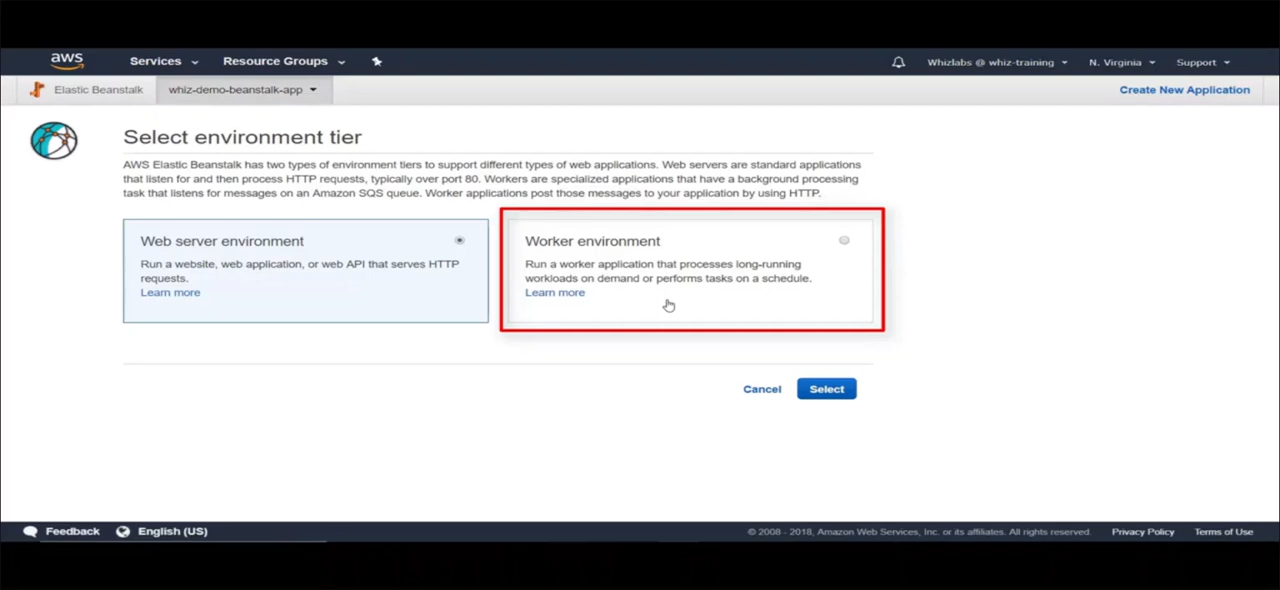 aws Services Resource Groups Whizlabs @ whiz-training N. Virginia Support
Elastic Beanstalk whiz-demo-beanstalk-app Create New Application
Select environment tier
AWS Elastic Beanstalk has two types of environment tiers to support different types of web applications. Web servers are standard applications
that listen for and then process HTTP requests, typically over port 80. Workers are specialized applications that have a background processing
task that listens for messages on an Amazon SQS queue. Worker applications post those messages to your application by using HTTP.
Web server environment
Run a website, web application, or web API that serves HTTP
requests.
Learn more
Worker environment
Run a worker application that processes long-running
workloads on demand or performs tasks on a schedule.
Learn more
Cancel Select
Feedback English (US) © 2008 - 2018, Amazon Web Services, Inc. or its affiliates. All rights reserved. Privacy Policy Terms of Use